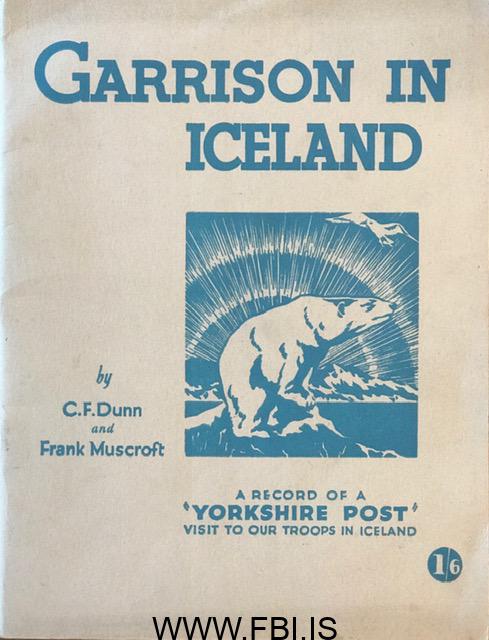 GARRISON IN
ICELAND
by
C.F. Dunn
and
Frank Muscroft
A RECORD OF A
"YORKSHIRE POST"
VISIT TO OUR TROOPS IN ICELAND
1/6
WWW.FBI.IS